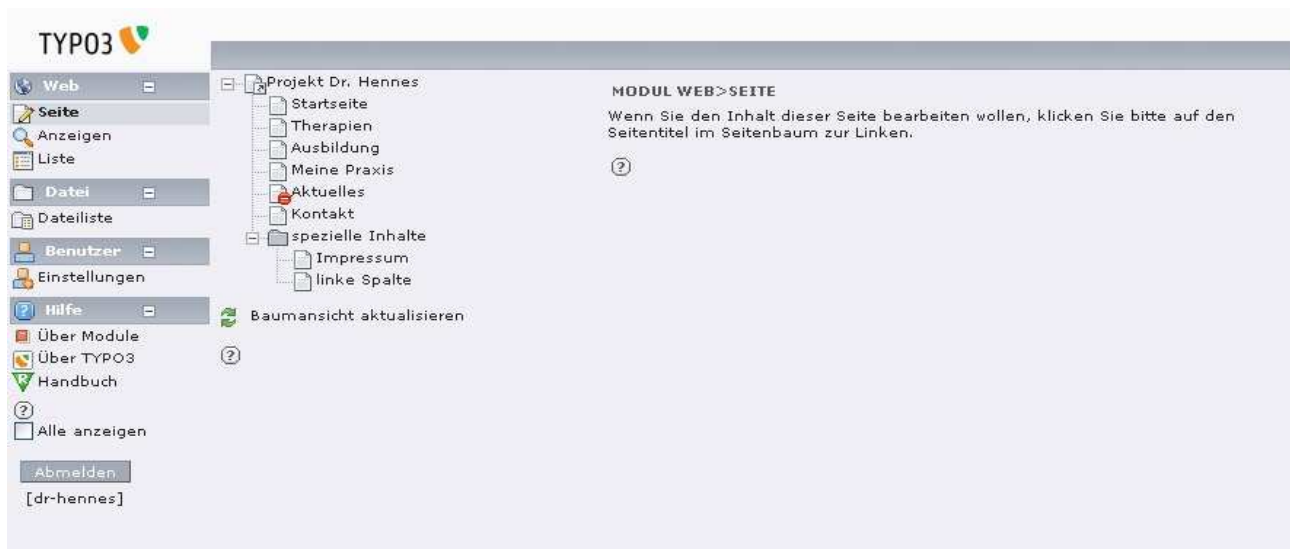 TYPO3
Web
Seite
Anzeigen
Liste
Datei
Dateiliste
Benutzer
Einstellungen
Hilfe
Über Module
Über TYPO3
Handbuch
?
Alle anzeigen
Abmelden
[dr-hennes]
Projekt Dr. Hennes
Startseite
Therapien
Ausbildung
Meine Praxis
Aktuelles
Kontakt
spezielle Inhalte
Impressum
linke Spalte
Baumansicht aktualisieren
?
MODUL WEB>SEITE
Wenn Sie den Inhalt dieser Seite bearbeiten wollen, klicken Sie bitte auf den
Seitentitel im Seitenbaum zur Linken.
?